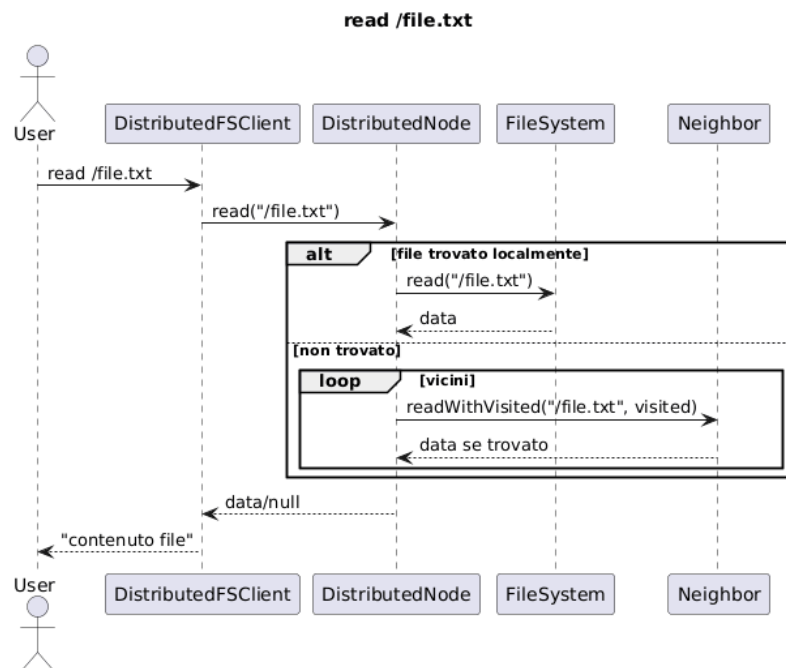 read /file.txt
User
DistributedFSClient
DistributedNode
FileSystem
Neighbor
read /file.txt
read("/file.txt")
alt
[file trovato localmente]
read("/file.txt")
data
[non trovato]
loop
[vicini]
readWithVisited("/file.txt", visited)
data se trovato
data/null
"contenuto file"
User
DistributedFSClient
DistributedNode
FileSystem
Neighbor